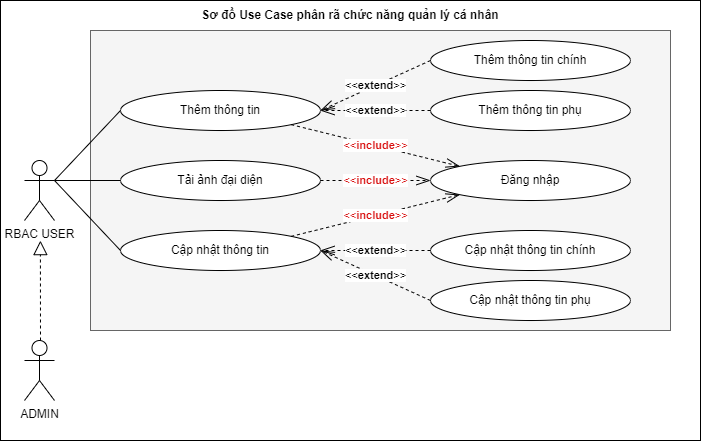 Sơ đồ Use Case phân rã chức năng quản lý cá nhân
Thêm thông tin chính
<<extend>>
Thêm thông tin
<<extend>>
Thêm thông tin phụ
<<include>>
Tải ảnh đại diện
<<include>>
Đăng nhập
<<include>>
RBAC USER
Cập nhật thông tin
<<extend>>
Cập nhật thông tin chính
<<extend>>
Cập nhật thông tin phụ
ADMIN